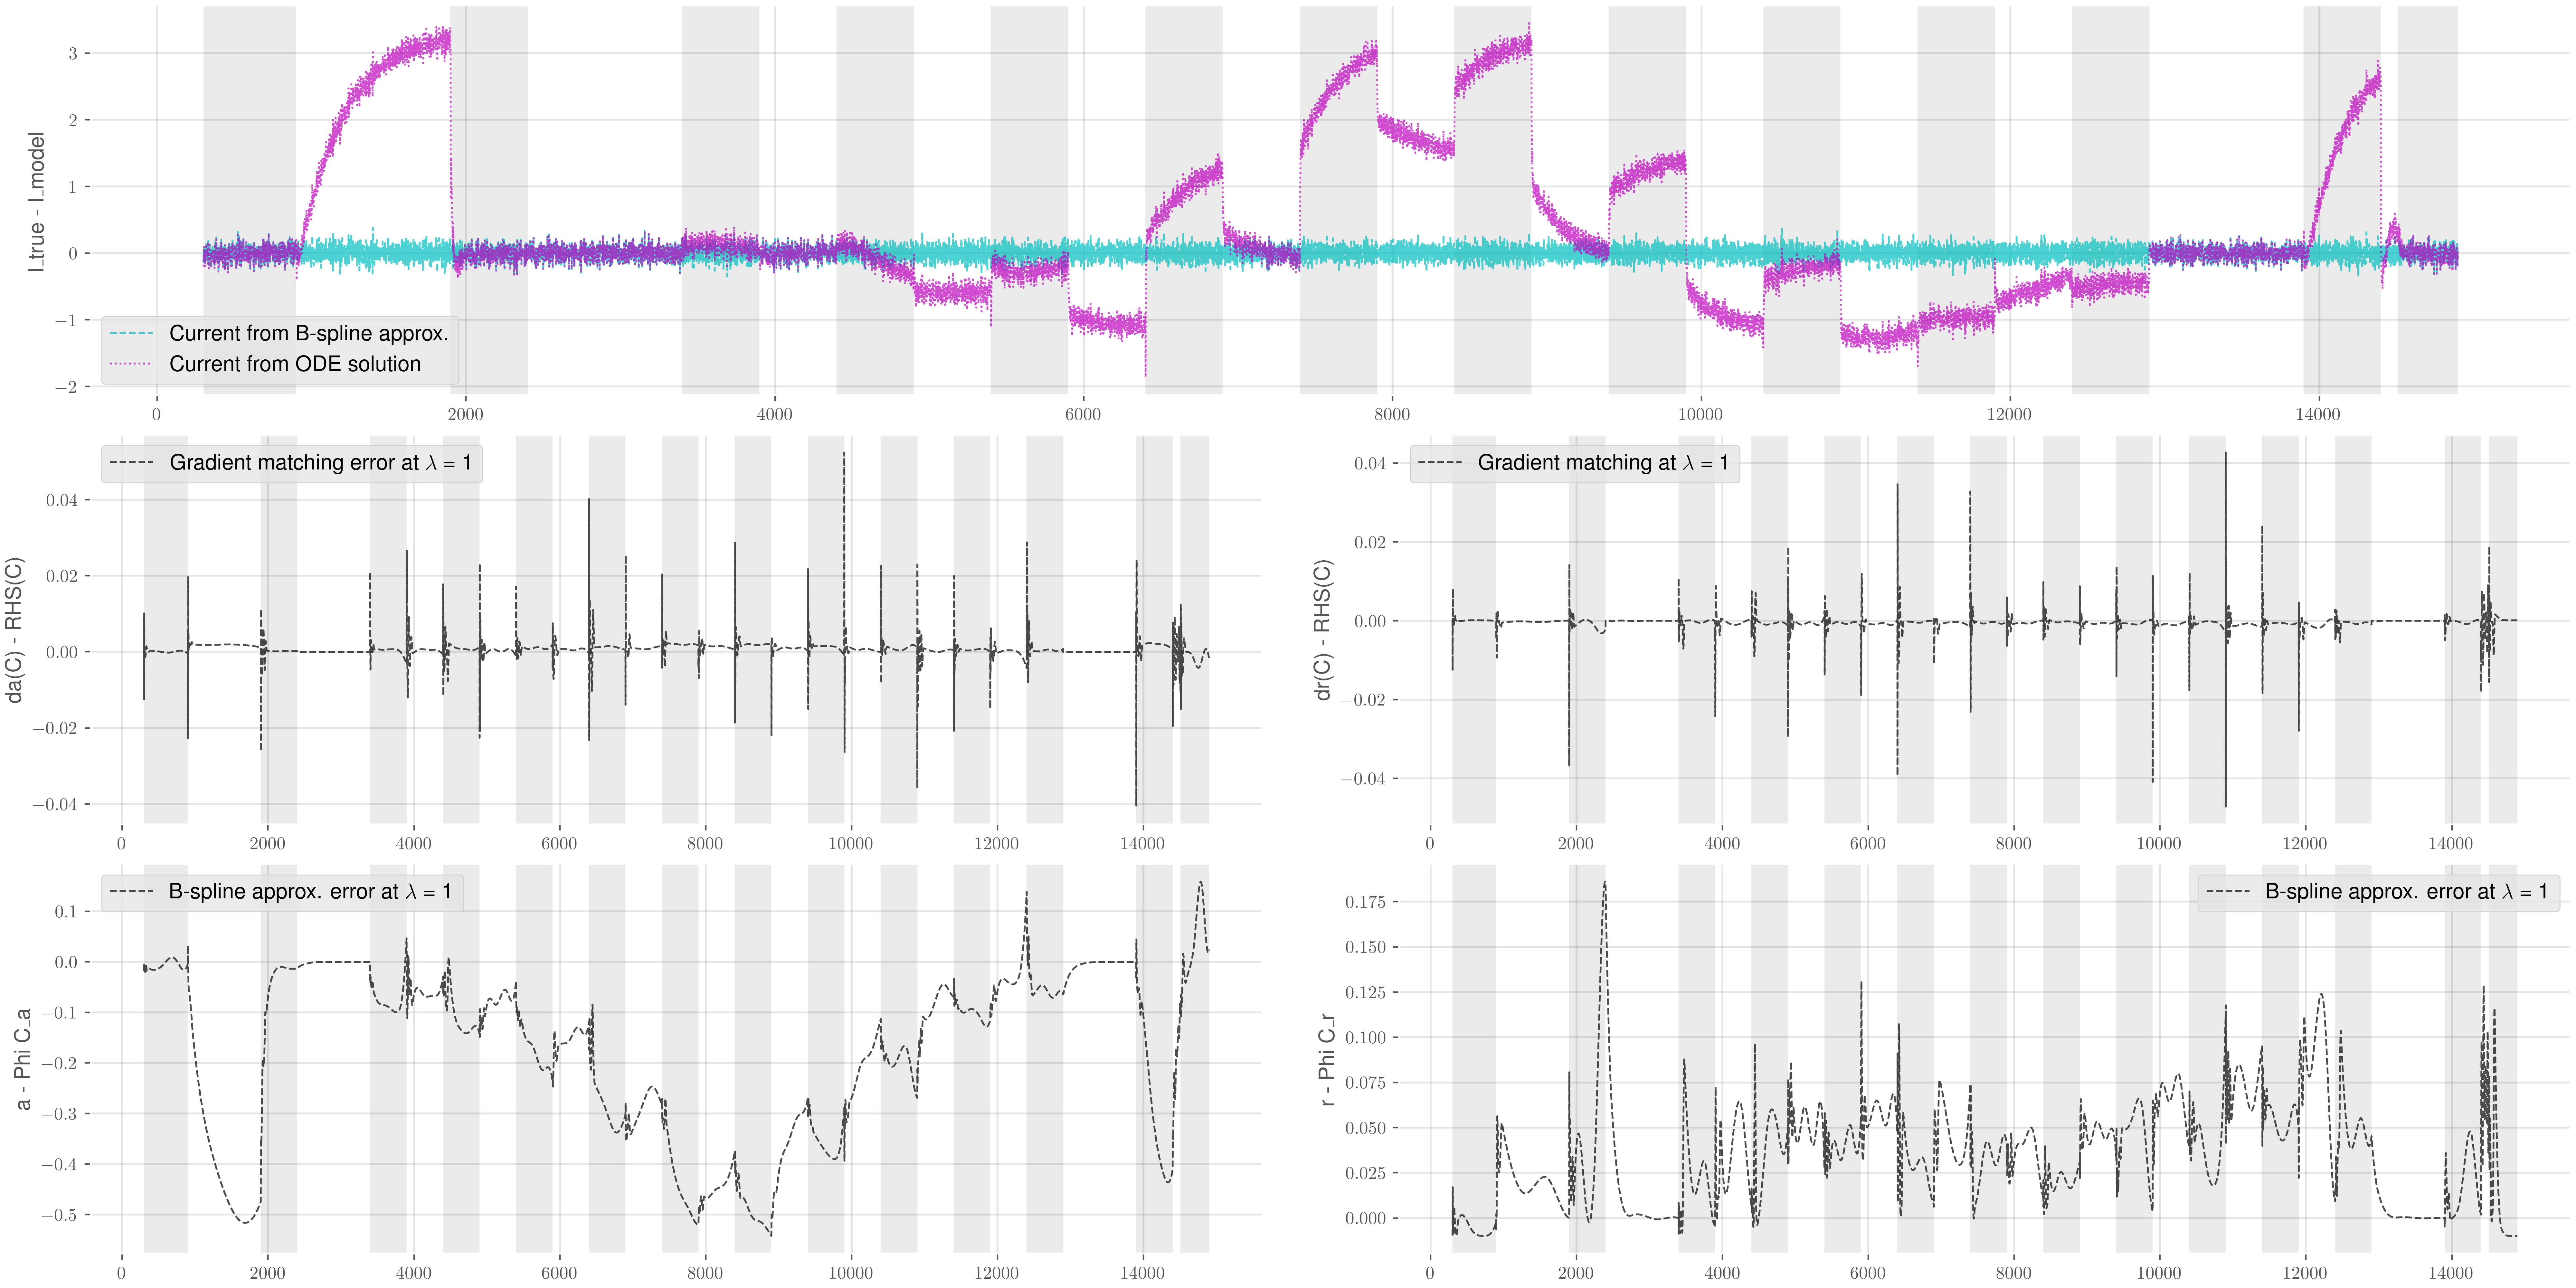 I_true - I_model
3
2
1
0
−1
−2
Current from B-spline approx.
Current from ODE solution
0 2000 4000 6000 8000 10000 12000 14000
da(C) - RHS(C)
0.04
0.02
0.00
−0.02
−0.04
Gradient matching error at λ = 1
0 2000 4000 6000 8000 10000 12000 14000
dr(C) - RHS(C)
0.04
0.02
0.00
−0.02
−0.04
Gradient matching at λ = 1
0 2000 4000 6000 8000 10000 12000 14000
a - Phi C_a
0.1
0.0
−0.1
−0.2
−0.3
−0.4
−0.5
B-spline approx. error at λ = 1
0 2000 4000 6000 8000 10000 12000 14000
r - Phi C_r
0.175
0.150
0.125
0.100
0.075
0.050
0.025
0.000
B-spline approx. error at λ = 1
0 2000 4000 6000 8000 10000 12000 14000